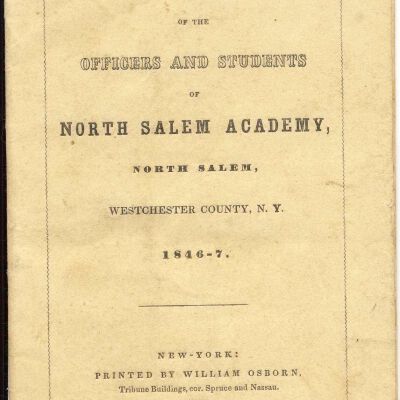 OF THE
OFFICERS AND STUDENTS
OF
NORTH SALEM ACADEMY,
NORTH SALEM,
WESTCHESTER COUNTY, N. Y.
1846-7.
NEW-YORK:
PRINTED BY WILLIAM OSBORN,
Tribune Buildings, cor. Spruce and Nassau.